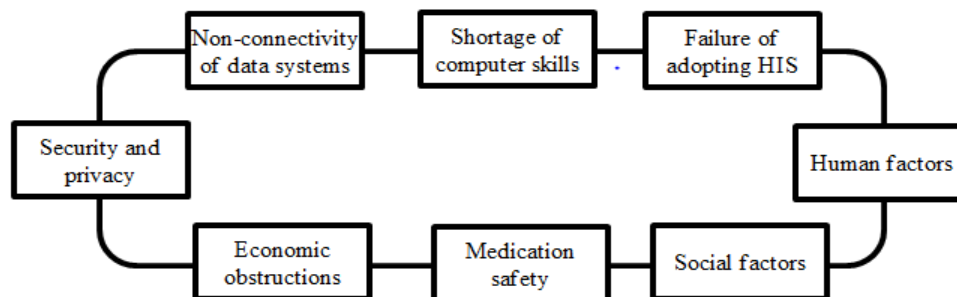 Non-connectivity
of data systems
Shortage of
computer skills
Failure of
adopting HIS
Security and
privacy
Human factors
Economic
obstructions
Medication
safety
Social factors